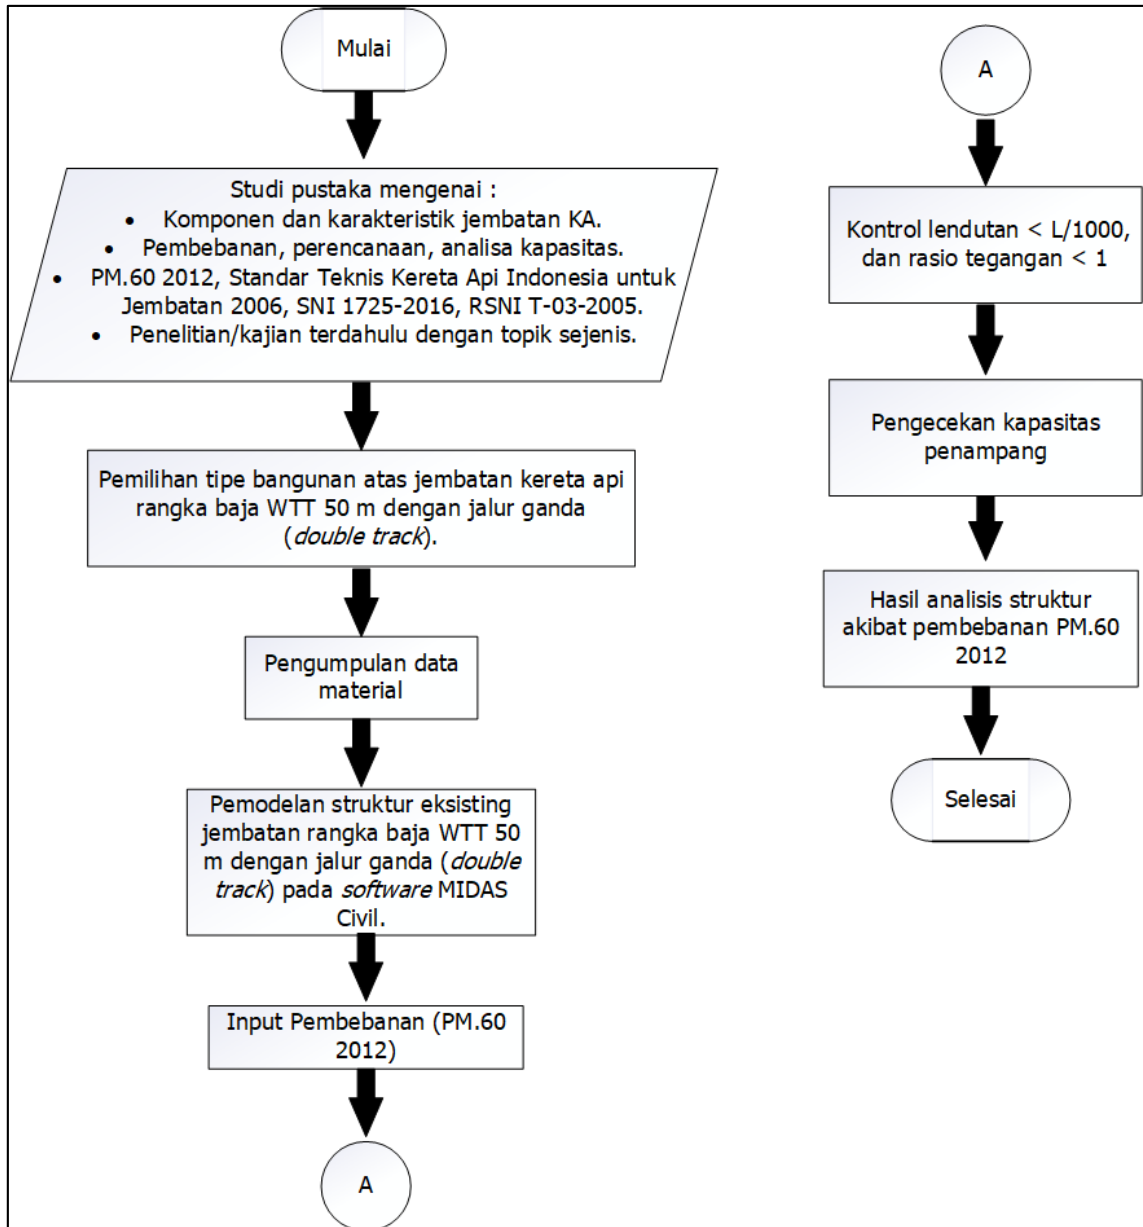 Mulai
Studi pustaka mengenai :
• Komponen dan karakteristik jembatan KA.
• Pembebanan, perencanaan, analisa kapasitas.
• PM.60 2012, Standar Teknis Kereta Api Indonesia untuk
Jembatan 2006, SNI 1725-2016, RSNI T-03-2005.
• Penelitian/kajian terdahulu dengan topik sejenis.
Pemilihan tipe bangunan atas jembatan kereta api
rangka baja WTT 50 m dengan jalur ganda
(double track).
Pengumpulan data
material
Pemodelan struktur eksisting
jembatan rangka baja WTT 50
m dengan jalur ganda (double
track) pada software MIDAS
Civil.
Input Pembebanan (PM.60
2012)
A
A
Kontrol lendutan < L/1000,
dan rasio tegangan < 1
Pengecekan kapasitas
penampang
Hasil analisis struktur
akibat pembebanan PM.60
2012
Selesai